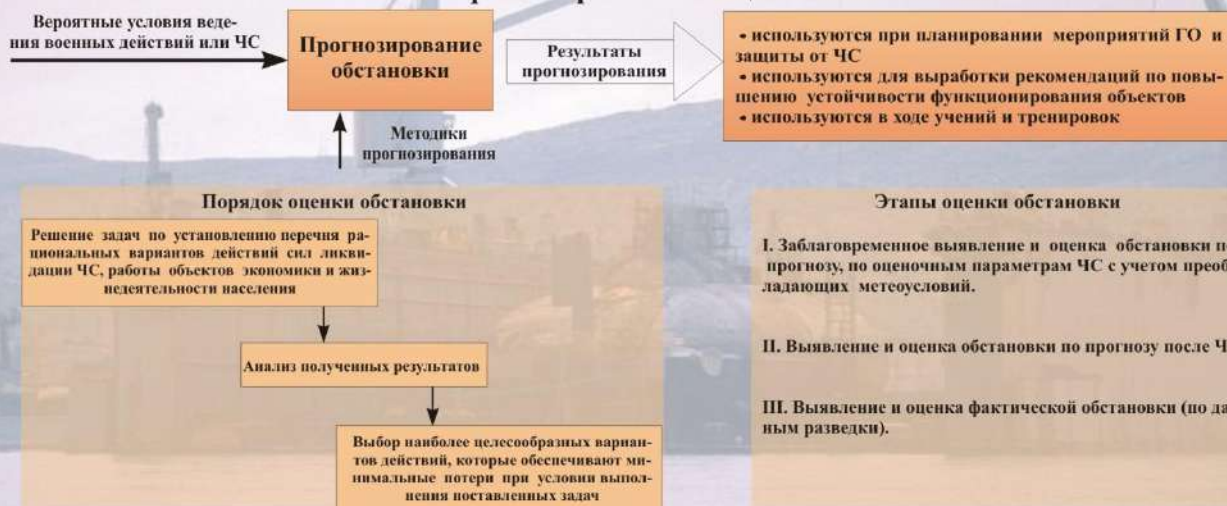 Вероятные условия веде-
ния военных действий или ЧС
Прогнозирование
обстановки
Результаты
прогнозирования
• используются при планировании мероприятий ГО и
защиты от ЧС
• используются для выработки рекомендаций по повы-
шению устойчивости функционирования объектов
• используются в ходе учений и тренировок
Методики
прогнозирования
Порядок оценки обстановки
Решение задач по установлению перечня ра-
циональных вариантов действий сил ликви-
дации ЧС, работы объектов экономики и жиз-
недеятельности населения
Анализ полученных результатов
Выбор наиболее целесообразных вариан-
тов действий, которые обеспечивают ми-
нимальные потери при условии выпол-
нения поставленных задач
Этапы оценки обстановки
I. Заблаговременное выявление и оценка обстановки по
прогнозу, по оценочным параметрам ЧС с учетом преоб
ладающих метеоусловий.
II. Выявление и оценка обстановки по прогнозу после Ч
III. Выявление и оценка фактической обстановки (по да
ным разведки).